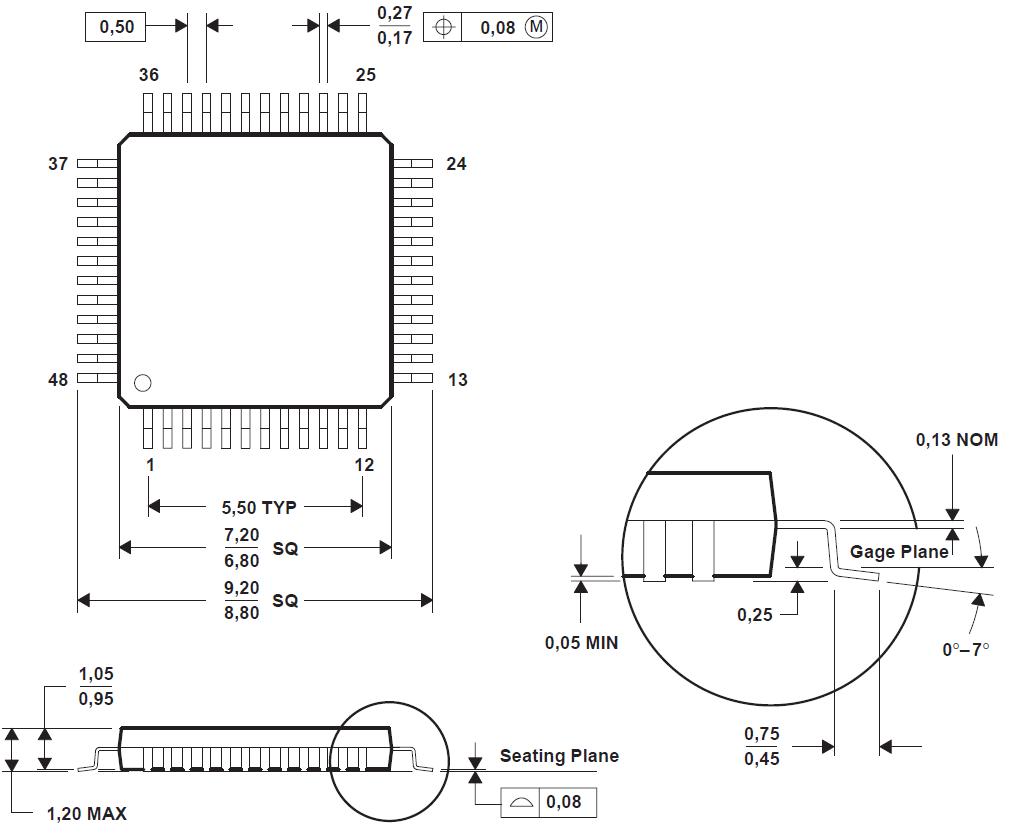 0,50
0,27
0,17
0,08 M
36
25
37
24
48
13
1
12
5,50 TYP
7,20
6,80
SQ
9,20
8,80
SQ
0,13 NOM
Gage Plane
0,25
0,05 MIN
0°–7°
0,75
0,45
1,05
0,95
Seating Plane
0,08
1,20 MAX